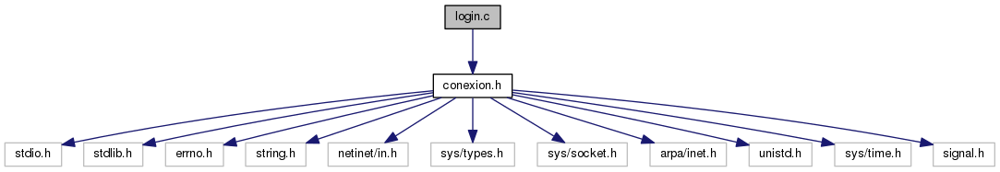 login.c
conexion.h
stdio.h
stdlib.h
errno.h
string.h
netinet/in.h
sys/types.h
sys/socket.h
arpa/inet.h
unistd.h
sys/time.h
signal.h